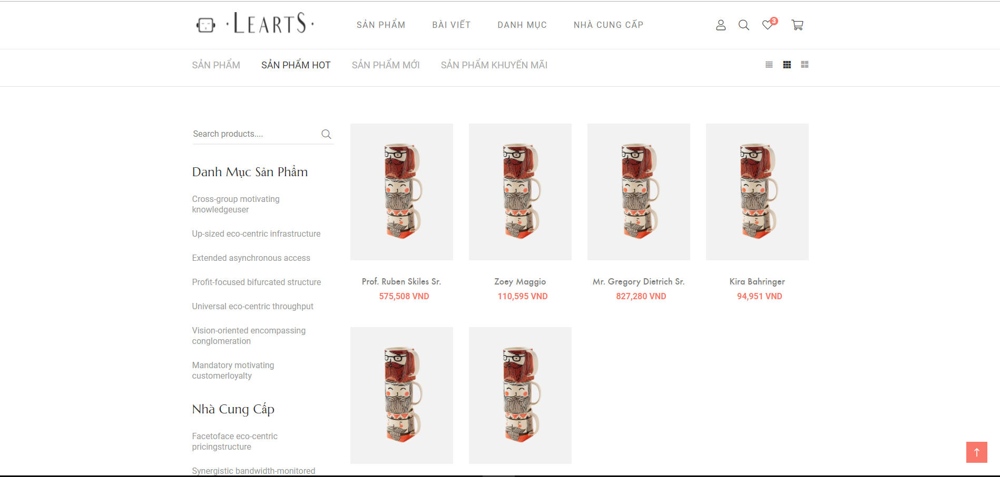 ·LEARTS·
SẢN PHẨM
BÀI VIẾT
DANH MỤC
NHÀ CUNG CẤP
3
SẢN PHẨM
SẢN PHẨM HOT
SẢN PHẨM MỚI
SẢN PHẨM KHUYẾN MÃI
Search products....
Danh Mục Sản Phẩm
Cross-group motivating
knowledgeuser
Up-sized eco-centric infrastructure
Extended asynchronous access
Profit-focused bifurcated structure
Universal eco-centric throughput
Vision-oriented encompassing
conglomeration
Mandatory motivating
customerloyalty
Nhà Cung Cấp
Facetoface eco-centric
pricingstructure
Synergistic bandwidth-monitored
Prof. Ruben Skiles Sr.
575,508 VND
Zoey Maggio
110,595 VND
Mr. Gregory Dietrich Sr.
827,280 VND
Kira Bahringer
94,951 VND